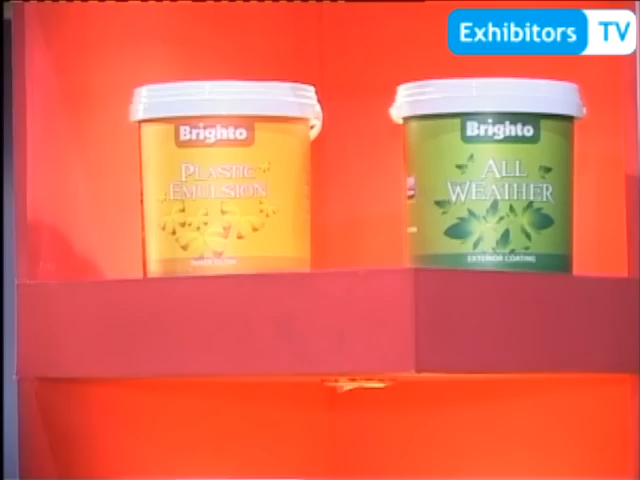 Exhibitors TV
Brighto
PLASTIC
EMULSION
Brighto
ALL
WEATHER
EXTERIOR COATING